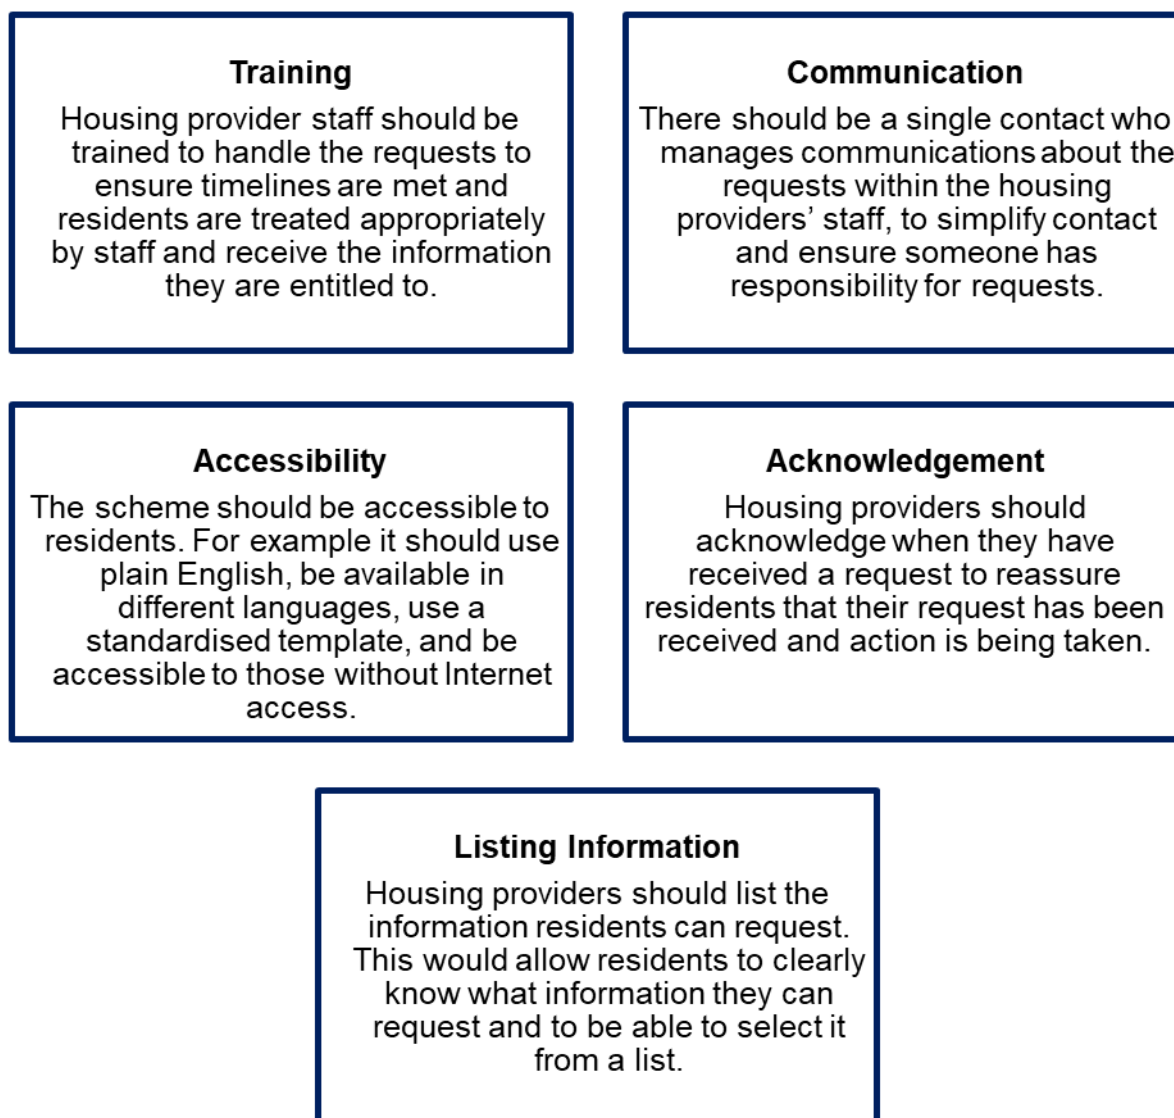 Training
Housing provider staff should be
trained to handle the requests to
ensure timelines are met and
residents are treated appropriately
by staff and receive the information
they are entitled to.
Communication
There should be a single contact who
manages communications about the
requests within the housing
providers’ staff, to simplify contact
and ensure someone has
responsibility for requests.
Accessibility
The scheme should be accessible to
residents. For example it should use
plain English, be available in
different languages, use a
standardised template, and be
accessible to those without Internet
access.
Acknowledgement
Housing providers should
acknowledge when they have
received a request to reassure
residents that their request has been
received and action is being taken.
Listing Information
Housing providers should list the
information residents can request.
This would allow residents to clearly
know what information they can
request and to be able to select it
from a list.